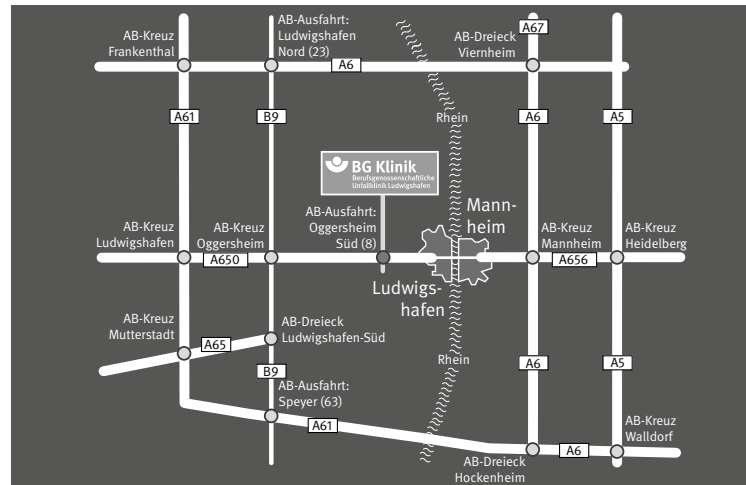 AB-Kreuz
Frankenthal
AB-Ausfahrt:
Ludwigshafen
Nord (23)
A6
AB-Dreieck
Viernheim
A67
A61
B9
Rhein
A6
A5
BG Klinik
Berufsgenossenschaftliche
Unfallklinik Ludwigshafen
AB-Kreuz
Ludwigshafen
A650
AB-Kreuz
Oggersheim
AB-Ausfahrt:
Oggersheim
Süd (8)
Mann-
heim
Ludwigs-
hafen
AB-Kreuz
Mannheim
A656
AB-Kreuz
Heidelberg
AB-Kreuz
Mutterstadt
A65
AB-Dreieck
Ludwigshafen-Süd
B9
Rhein
A6
A5
AB-Ausfahrt:
Speyer (63)
A61
AB-Dreieck
Hockenheim
A6
AB-Kreuz
Walldorf